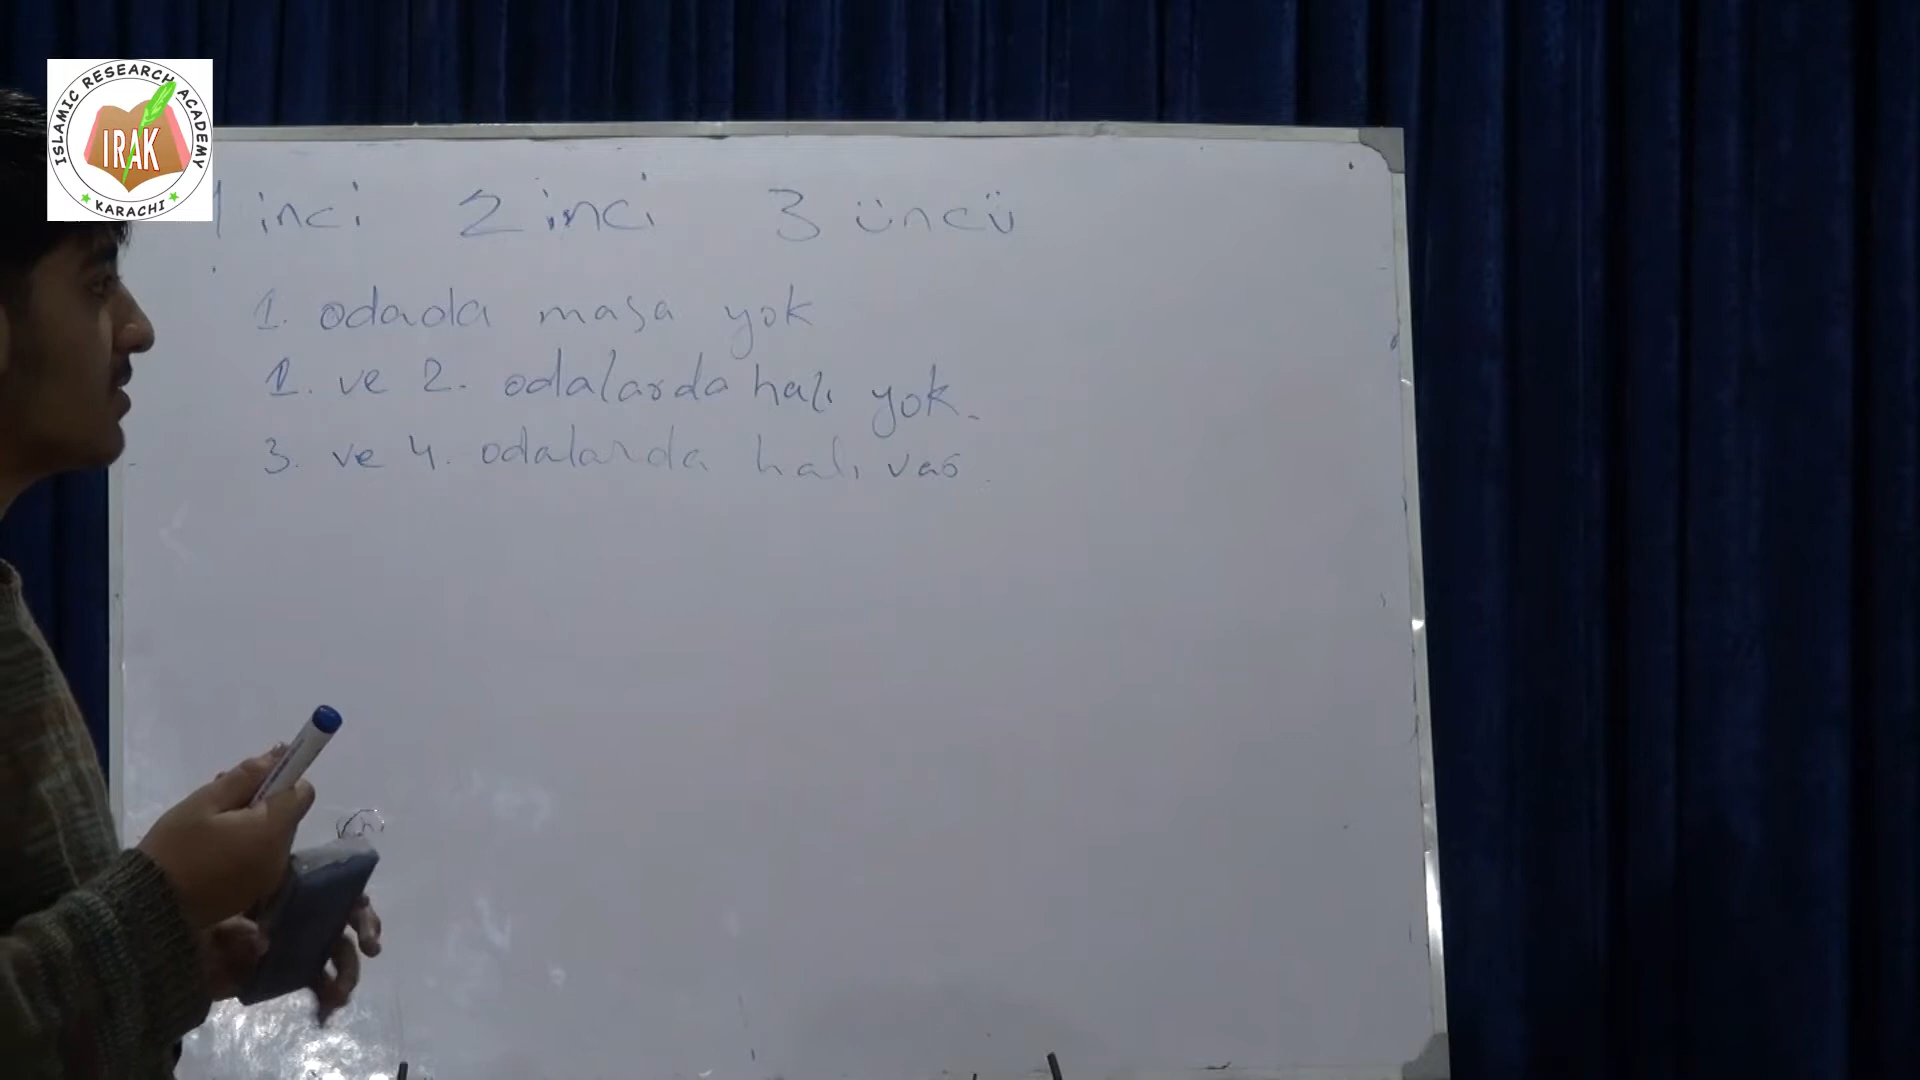 ISLAMIC RESEARCH ACADEMY
IRAK
KARACHI
1 inci 2 inci 3 üncü
1. odada masa yok
1. ve 2. odalarda halı yok.
3. ve 4. odalarda halı var.